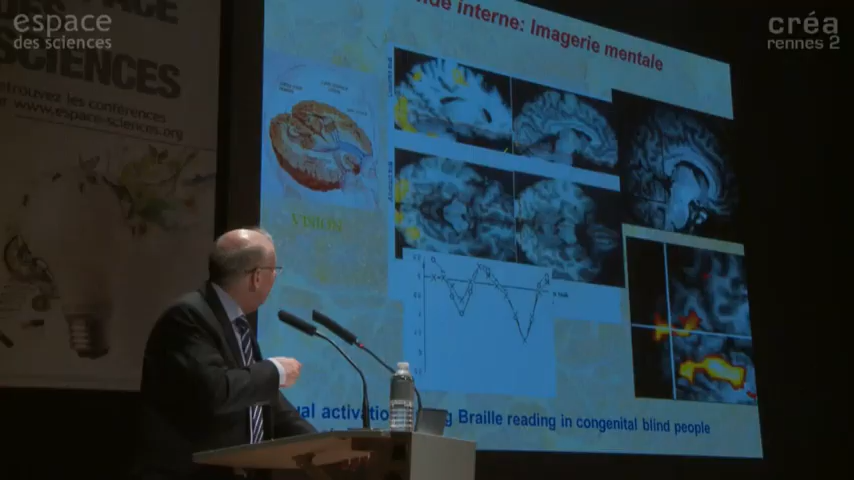 espace
des sciences
créa
rennes 2
SCIENCES
etrouvez les conférences
www.espace-sciences.org
nde interne: Imagerie mentale
VISION
ual activatio
g Braille reading in congenital blind people